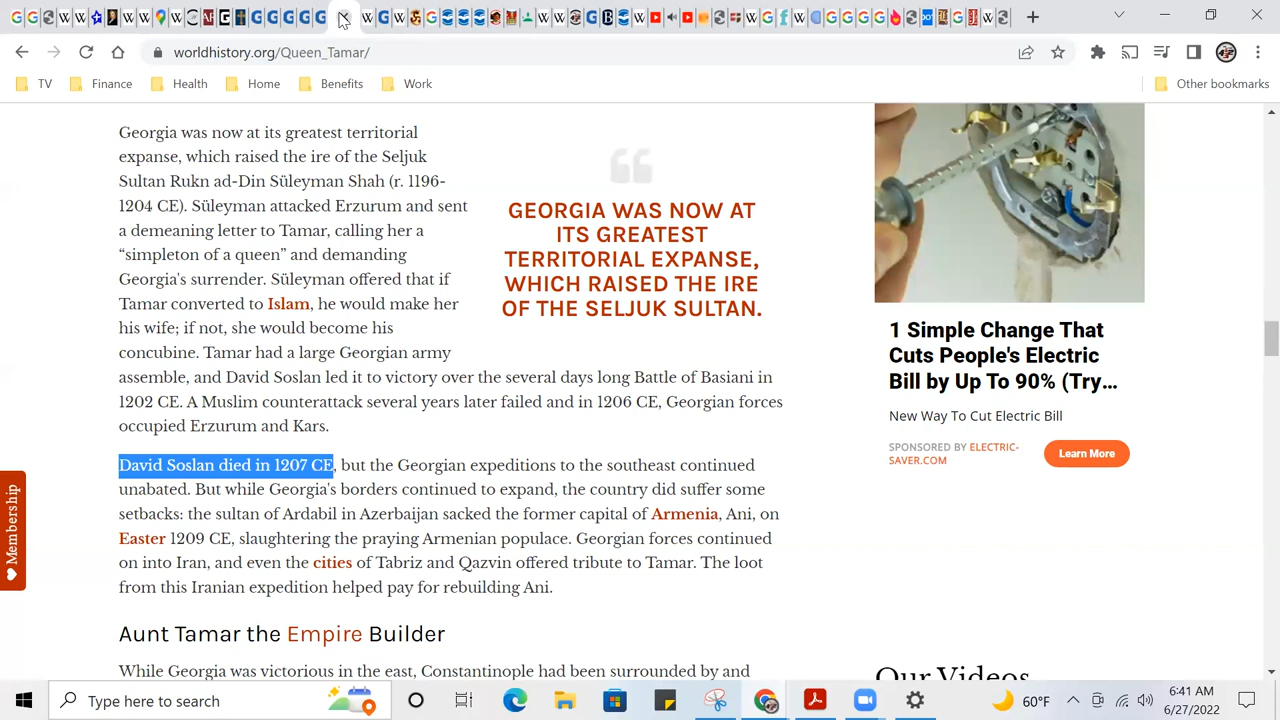 worldhistory.org/Queen_Tamar/
TV
Finance
Health
Home
Benefits
Work
Other bookmarks
Georgia was now at its greatest territorial
expanse, which raised the ire of the Seljuk
Sultan Rukn ad-Din Süleyman Shah (r. 1196-
1204 CE). Süleyman attacked Erzurum and sent
a demeaning letter to Tamar, calling her a
“simpleton of a queen” and demanding
Georgia's surrender. Süleyman offered that if
Tamar converted to Islam, he would make her
his wife; if not, she would become his
concubine. Tamar had a large Georgian army
assemble, and David Soslan led it to victory over the several days long Battle of Basiani in
1202 CE. A Muslim counterattack several years later failed and in 1206 CE, Georgian forces
occupied Erzurum and Kars.
GEORGIA WAS NOW AT
ITS GREATEST
TERRITORIAL EXPANSE,
WHICH RAISED THE IRE
OF THE SELJUK SULTAN.
David Soslan died in 1207 CE, but the Georgian expeditions to the southeast continued
unabated. But while Georgia's borders continued to expand, the country did suffer some
setbacks: the sultan of Ardabil in Azerbaijan sacked the former capital of Armenia, Ani, on
Easter 1209 CE, slaughtering the praying Armenian populace. Georgian forces continued
on into Iran, and even the cities of Tabriz and Qazvin offered tribute to Tamar. The loot
from this Iranian expedition helped pay for rebuilding Ani.
Aunt Tamar the Empire Builder
While Georgia was victorious in the east, Constantinople had been surrounded by and
Membership
1 Simple Change That
Cuts People's Electric
Bill by Up To 90% (Try...
New Way To Cut Electric Bill
SPONSORED BY ELECTRIC-
SAVER.COM
Learn More
Our Videos
Type here to search
60°F
6:41 AM
6/27/2022